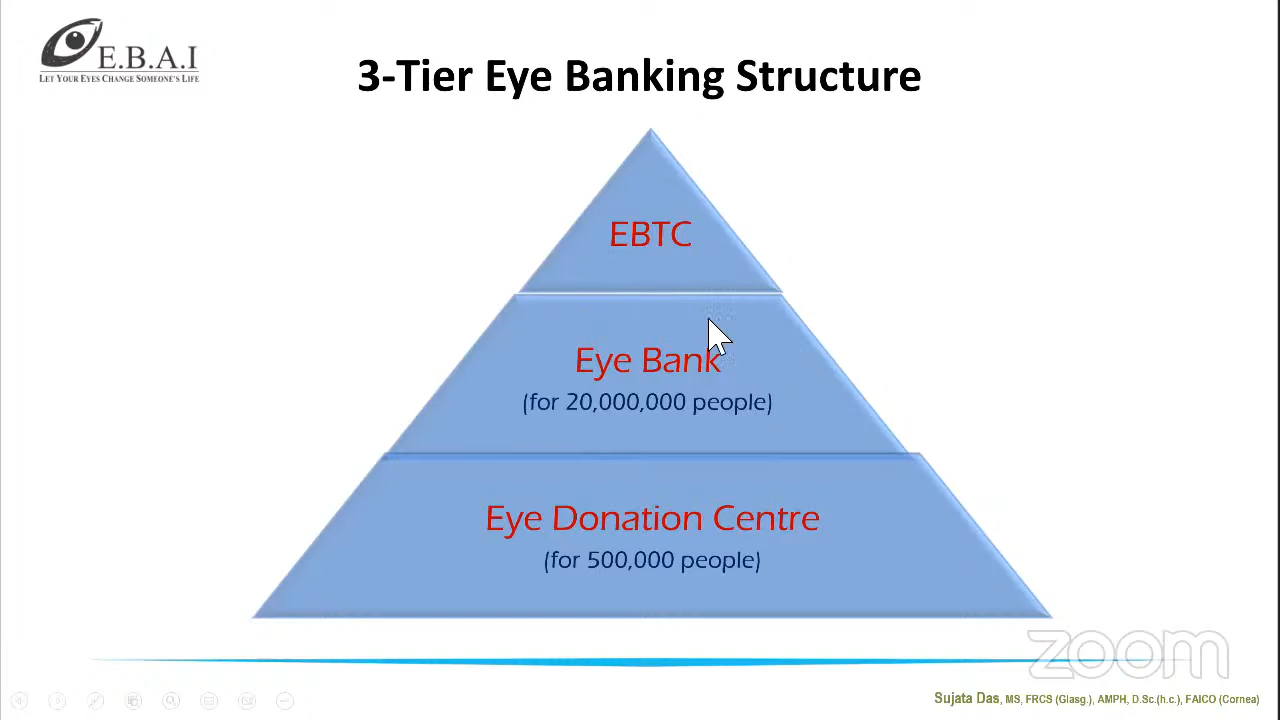 E.B.A.I
LET YOUR EYES CHANGE SOMEONE'S LIFE
3-Tier Eye Banking Structure
EBTC
Eye Bank
(for 20,000,000 people)
Eye Donation Centre
(for 500,000 people)
zoom
Sujata Das, MS, FRCS (Glasg.), AMPH, D.Sc.(h.c.), FAICO (Cornea)